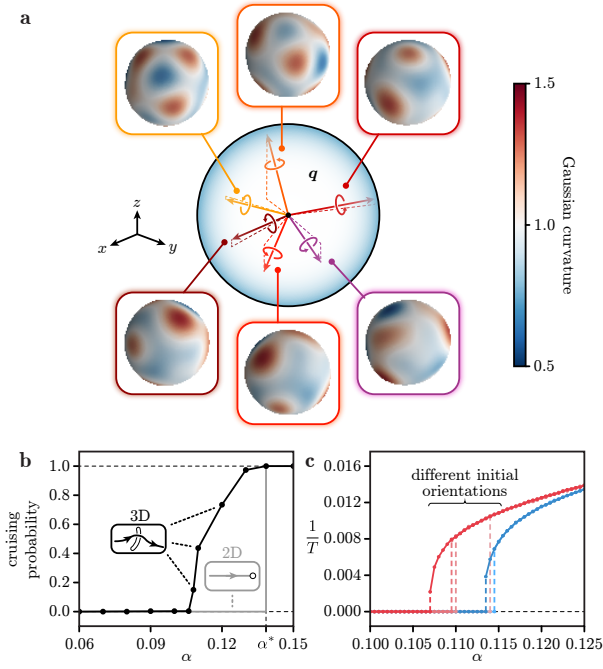 a
q
z
x
y
1.5
1.0
0.5
Gaussian curvature
b
1.0
0.8
0.6
0.4
0.2
0.0
cruising
probability
3D
2D
0.06
0.09
0.12
α*
0.15
α
c
0.016
0.012
0.008
0.004
0.000
1
T
different initial
orientations
0.100
0.105
0.110
0.115
0.120
0.125
α